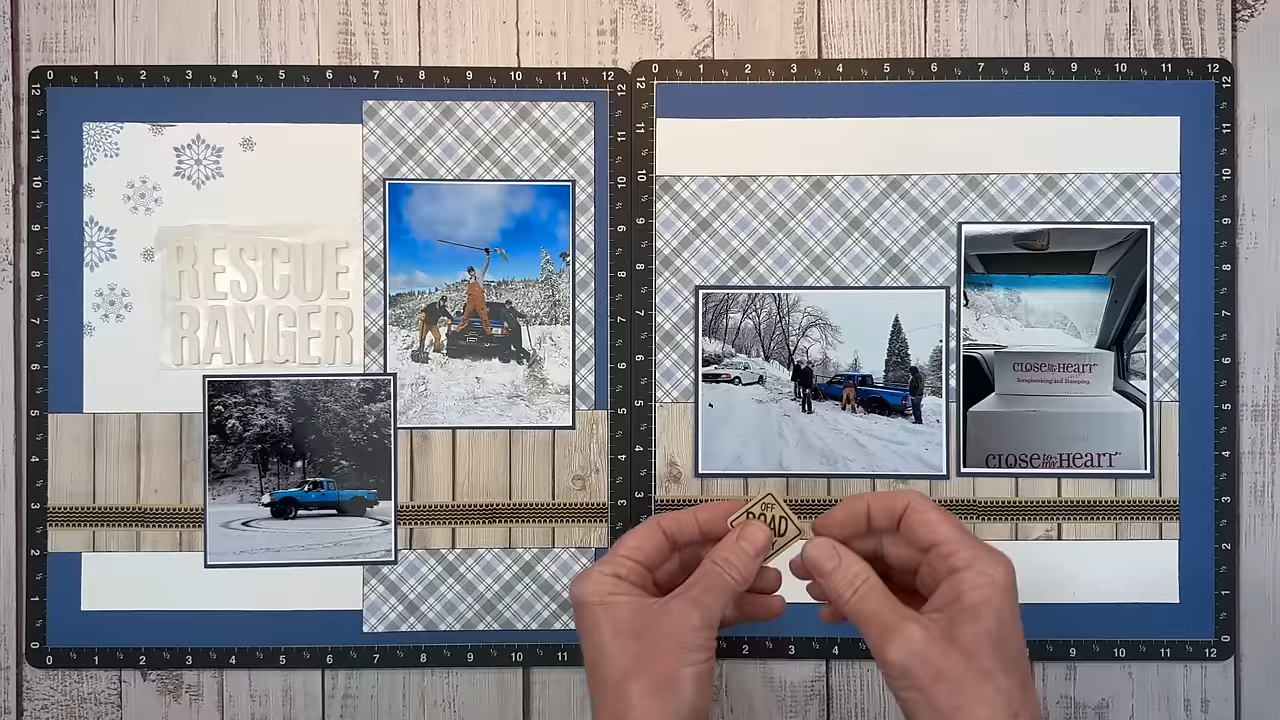 RESCUE
RANGER
CLOSE to my HEART®
Scrapbooking and Stamping.
CLOSE to my HEART®
OFF
ROAD